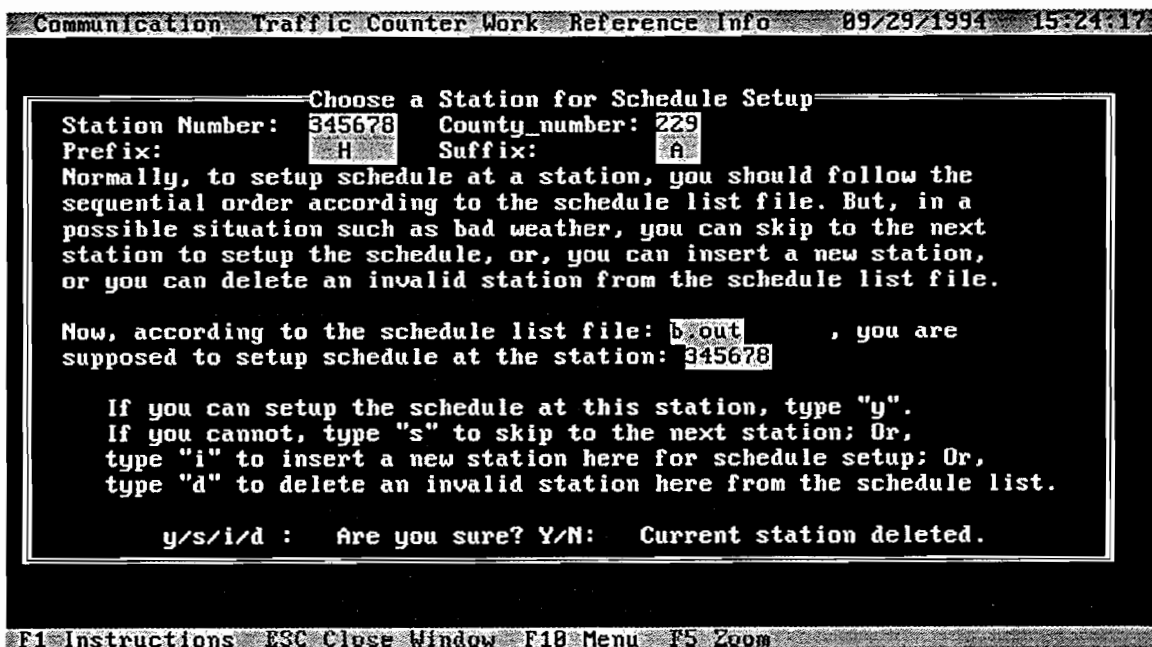 Communication Traffic Counter Work Reference Info 09/29/1994 15:24:17
Choose a Station for Schedule Setup
Station Number: 345678 County_number: 229
Prefix: H Suffix: A
Normally, to setup schedule at a station, you should follow the
sequential order according to the schedule list file. But, in a
possible situation such as bad weather, you can skip to the next
station to setup the schedule, or, you can insert a new station,
or you can delete an invalid station from the schedule list file.
Now, according to the schedule list file: b.out , you are
supposed to setup schedule at the station: 345678
If you can setup the schedule at this station, type "y".
If you cannot, type "s" to skip to the next station; Or,
type "i" to insert a new station here for schedule setup; Or,
type "d" to delete an invalid station here from the schedule list.
y/s/i/d : Are you sure? Y/N: Current station deleted.
F1 Instructions ESC Close Window F10 Menu F5 Zoom